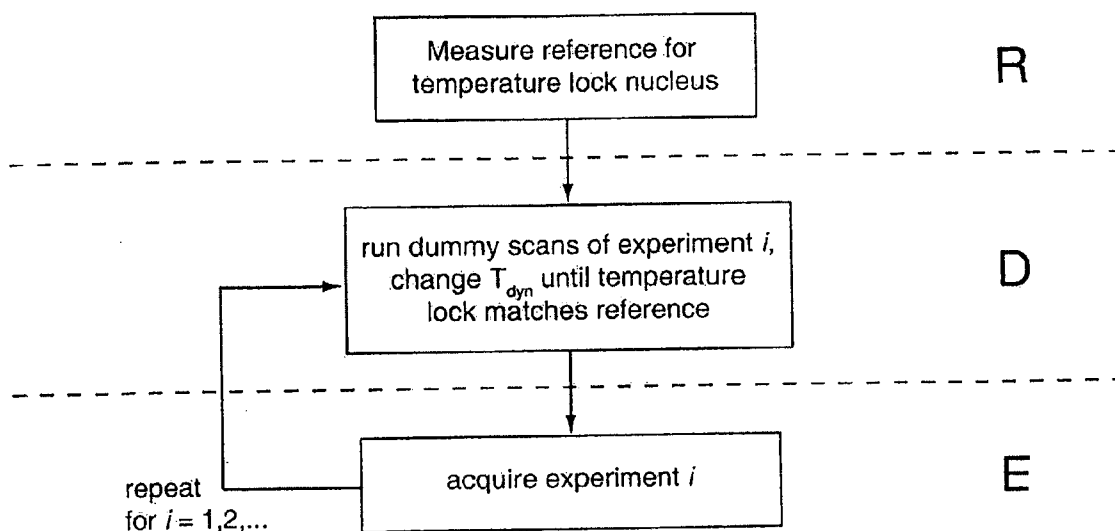 Measure reference for
temperature lock nucleus
R
run dummy scans of experiment i,
change T_dyn until temperature
lock matches reference
D
acquire experiment i
E
repeat
for i = 1,2,...